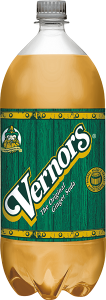 Vernors
The Original
Ginger Soda